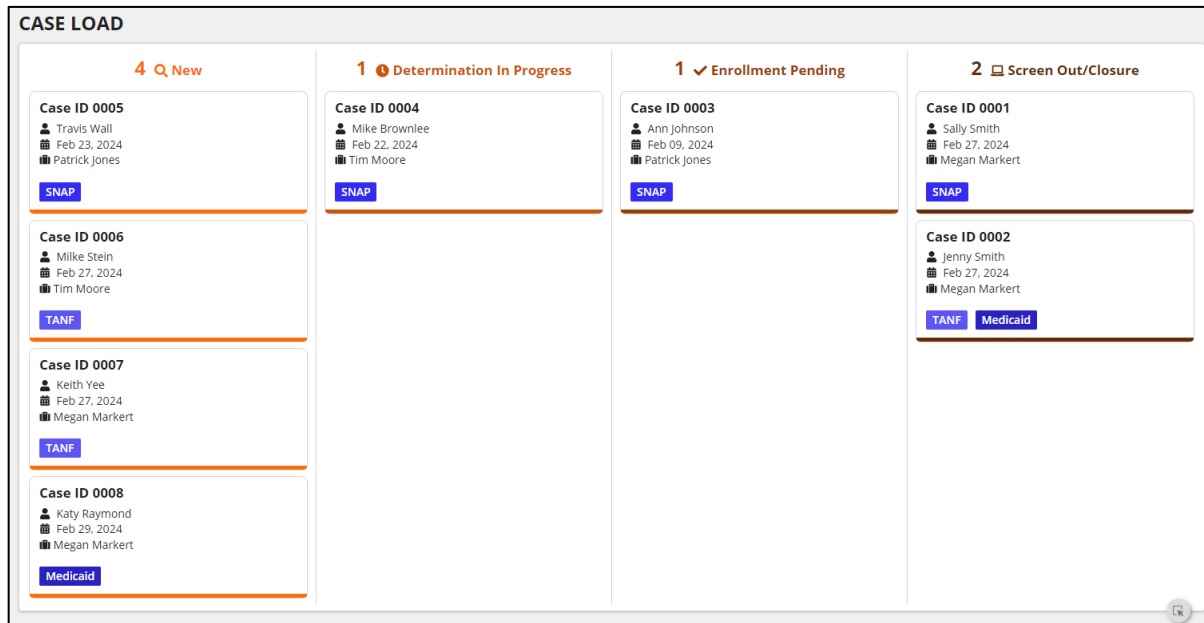 CASE LOAD
4 New
Case ID 0005
Travis Wall
Feb 23, 2024
Patrick Jones
SNAP
Case ID 0006
Milke Stein
Feb 27, 2024
Tim Moore
TANF
Case ID 0007
Keith Yee
Feb 27, 2024
Megan Markert
TANF
Case ID 0008
Katy Raymond
Feb 29, 2024
Megan Markert
Medicaid
1 Determination In Progress
Case ID 0004
Mike Brownlee
Feb 22, 2024
Tim Moore
SNAP
1 Enrollment Pending
Case ID 0003
Ann Johnson
Feb 09, 2024
Patrick Jones
SNAP
2 Screen Out/Closure
Case ID 0001
Sally Smith
Feb 27, 2024
Megan Markert
SNAP
Case ID 0002
Jenny Smith
Feb 27, 2024
Megan Markert
TANF Medicaid